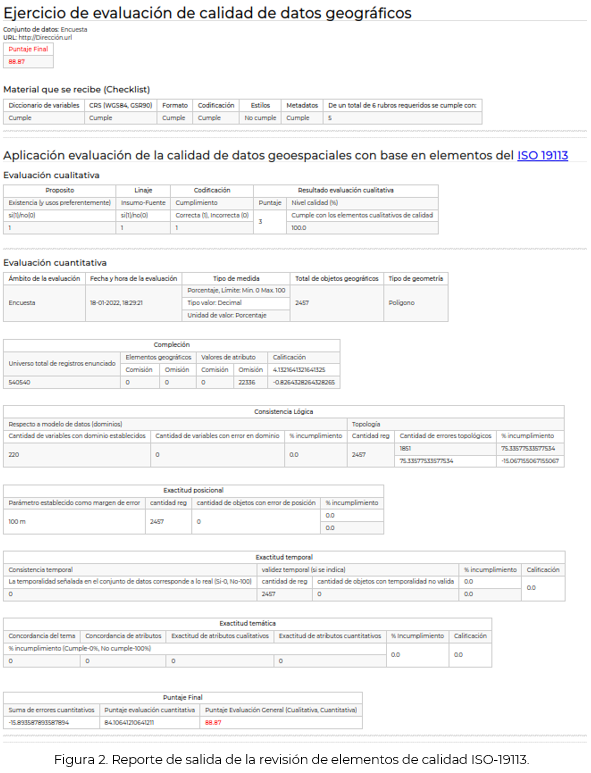 Ejercicio de evaluación de calidad de datos geográficos
Conjunto de datos: Encuesta
URL: http://Dirección.url
Puntaje Final
88.87
Material que se recibe (Checklist)
Diccionario de variables CRS (WGS84, GSR90) Formato Codificación Estilos Metadatos De un total de 6 rubros requeridos se cumple con:
Cumple Cumple Cumple Cumple No cumple Cumple 5
Aplicación evaluación de la calidad de datos geoespaciales con base en elementos del ISO 19113
Evaluación cualitativa
Proposito Linaje Codificación Resultado evaluación cualitativa
Existencia (y usos preferentemente) Insumo-Fuente Cumplimiento Puntaje Nivel calidad (%)
si(1)/no(0) si(1)/no(0) Correcta (1), Incorrecta (0) 3 Cumple con los elementos cualitativos de calidad
1 1 1 100.0
Evaluación cuantitativa
Ámbito de la evaluación Fecha y hora de la evaluación Tipo de medida Total de objetos geográficos Tipo de geometría
Porcentaje, Límite: Min. 0 Max. 100
Encuesta 18-01-2022, 18:29:21 Tipo valor: Decimal 2457 Polígono
Unidad de valor: Porcentaje
Compleción
Universo total de registros enunciado Elementos geográficos Valores de atributo Calificación
Comisión Omisión Comisión Omisión 4.1321641321641325
540540 0 0 0 22336 -0.8264328264328265
Consistencia Lógica
Respecto a modelo de datos (dominios) Topología
Cantidad de variables con dominio establecidos Cantidad de variables con error en dominio % incumplimiento Cantidad reg Cantidad de errores topológicos % incumplimiento
220 0 0.0 2457 1851 75.33577533577534
75.33577533577534 -15.067155067155067
Exactitud posicional
Parámetro establecido como margen de error cantidad reg cantidad de objetos con error de posición % incumplimiento
100 m 2457 0 0.0
0.0
Exactitud temporal
Consistencia temporal validez temporal (si se indica) % incumplimiento Calificación
La temporalidad señalada en el conjunto de datos corresponde a lo real (Si-0, No-100) cantidad de reg cantidad de objetos con temporalidad no valida 0.0 0.0
0 2457 0 0.0
Exactitud temática
Concordancia del tema Concordancia de atributos Exactitud de atributos cualitativos Exactitud de atributos cuantitativos % Incumplimiento Calificación
% incumplimiento (Cumple-0%, No cumple-100%) 0.0 0.0
0 0 0 0
Puntaje Final
Suma de errores cuantitativos Puntaje evaluación cuantitativa Puntaje Evaluación General (Cualitativa, Cuantitativa)
-15.893587893587894 84.10641210641211 88.87
Figura 2. Reporte de salida de la revisión de elementos de calidad ISO-19113.